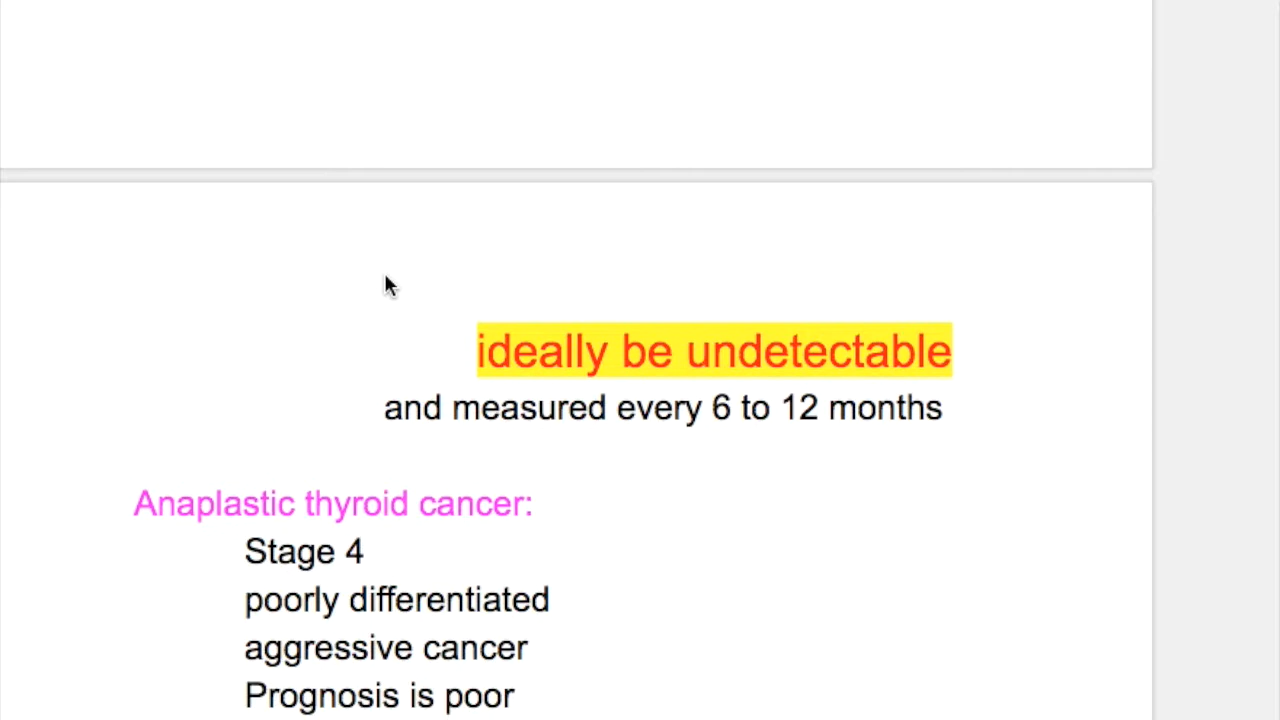 ideally be undetectable
and measured every 6 to 12 months
Anaplastic thyroid cancer:
Stage 4
poorly differentiated
aggressive cancer
Prognosis is poor